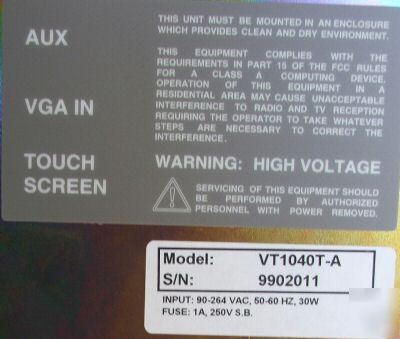 AUX
VGA IN
TOUCH
SCREEN
THIS UNIT MUST BE MOUNTED IN AN ENCLOSURE
WHICH PROVIDES CLEAN AND DRY ENVIRONMENT.
THIS EQUIPMENT COMPLIES WITH THE
REQUIREMENTS IN PART 15 OF THE FCC RULES
FOR A CLASS A COMPUTING DEVICE.
OPERATION OF THIS EQUIPMENT IN A
RESIDENTIAL AREA MAY CAUSE UNACCEPTABLE
INTERFERENCE TO RADIO AND TV RECEPTION
REQUIRING THE OPERATOR TO TAKE WHATEVER
STEPS ARE NECESSARY TO CORRECT THE
INTERFERENCE.
WARNING: HIGH VOLTAGE
SERVICING OF THIS EQUIPMENT SHOULD
BE PERFORMED BY AUTHORIZED
PERSONNEL WITH POWER REMOVED.
Model: VT1040T-A
S/N: 9902011
INPUT: 90-264 VAC, 50-60 HZ, 30W
FUSE: 1A, 250V S.B.